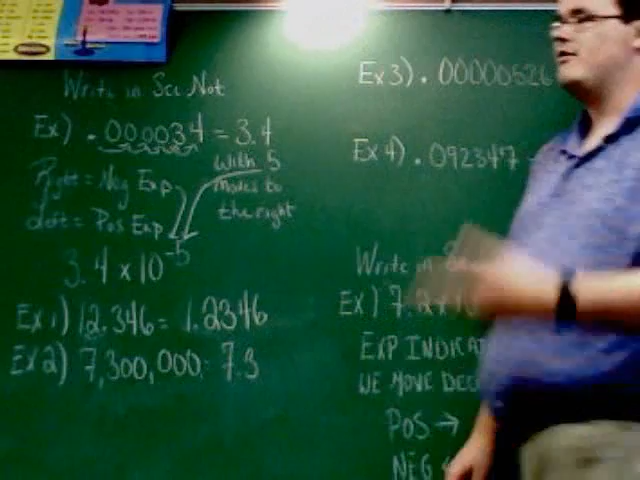 Write in Sci Not
Ex) .000034 = 3.4
with 5
moves to
the right
Right = Neg Exp
Left = Pos Exp
3.4 x 10-5
Ex 1) 12.346 = 1.2346
Ex 2) 7,300,000 = 7.3
Ex 3) .00000526
Ex 4) .092347
Write in
Ex) 7.2 x 10
EXP INDICAT
WE MOVE DEC
POS →
NEG